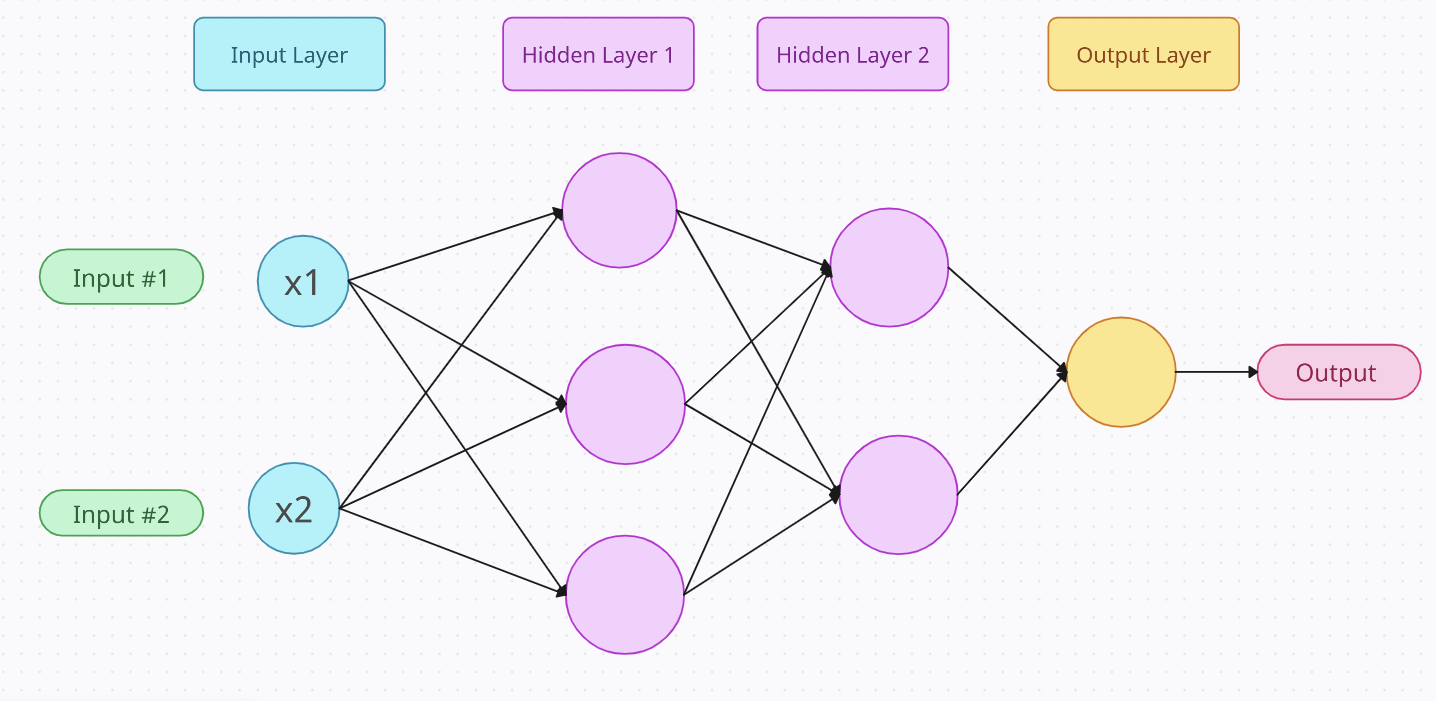 Input Layer
Hidden Layer 1
Hidden Layer 2
Output Layer
Input #1
x1
Output
Input #2
x2